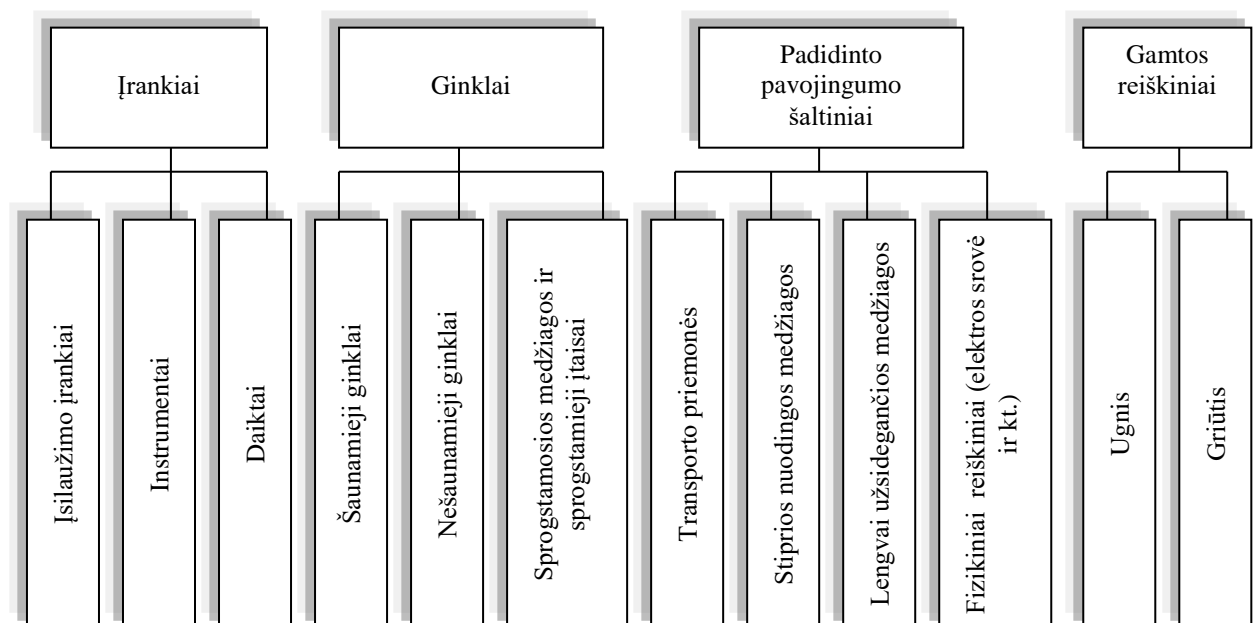 Įrankiai
Ginklai
Padidinto
pavojingumo
šaltiniai
Gamtos
reiškiniai
Įsilaužimo įrankiai
Instrumentai
Daiktai
Šaunamieji ginklai
Nešaunamieji ginklai
Sprogstamosios medžiagos ir
sprogstamieji įtaisai
Transporto priemonės
Stiprios nuodingos medžiagos
Lengvai užsidegančios medžiagos
Fizikiniai reiškiniai (elektros srovė
ir kt.)
Ugnis
Griūtis